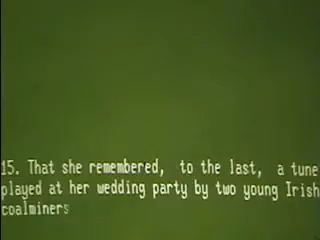 15. That she remembered, to the last, a tune
played at her wedding party by two young Irish
coalminers